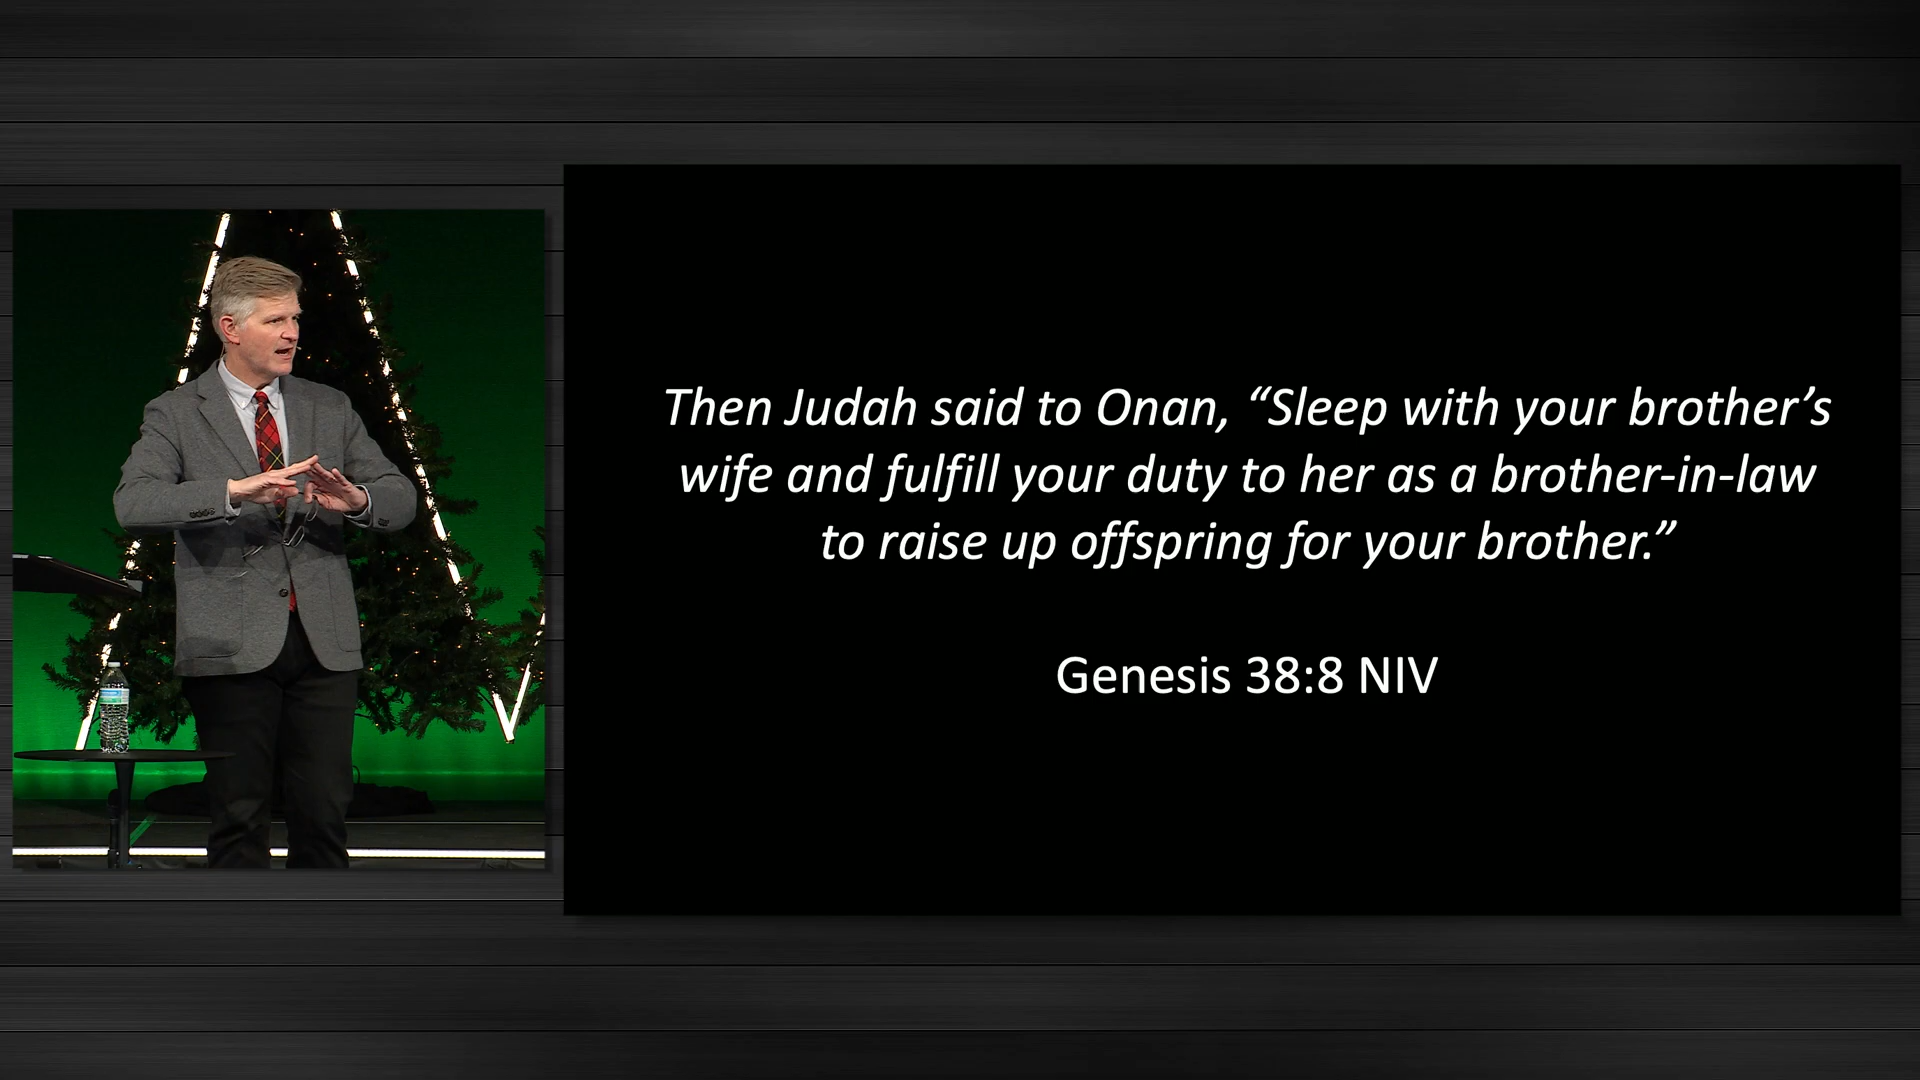 Then Judah said to Onan, “Sleep with your brother’s
wife and fulfill your duty to her as a brother-in-law
to raise up offspring for your brother.”
Genesis 38:8 NIV